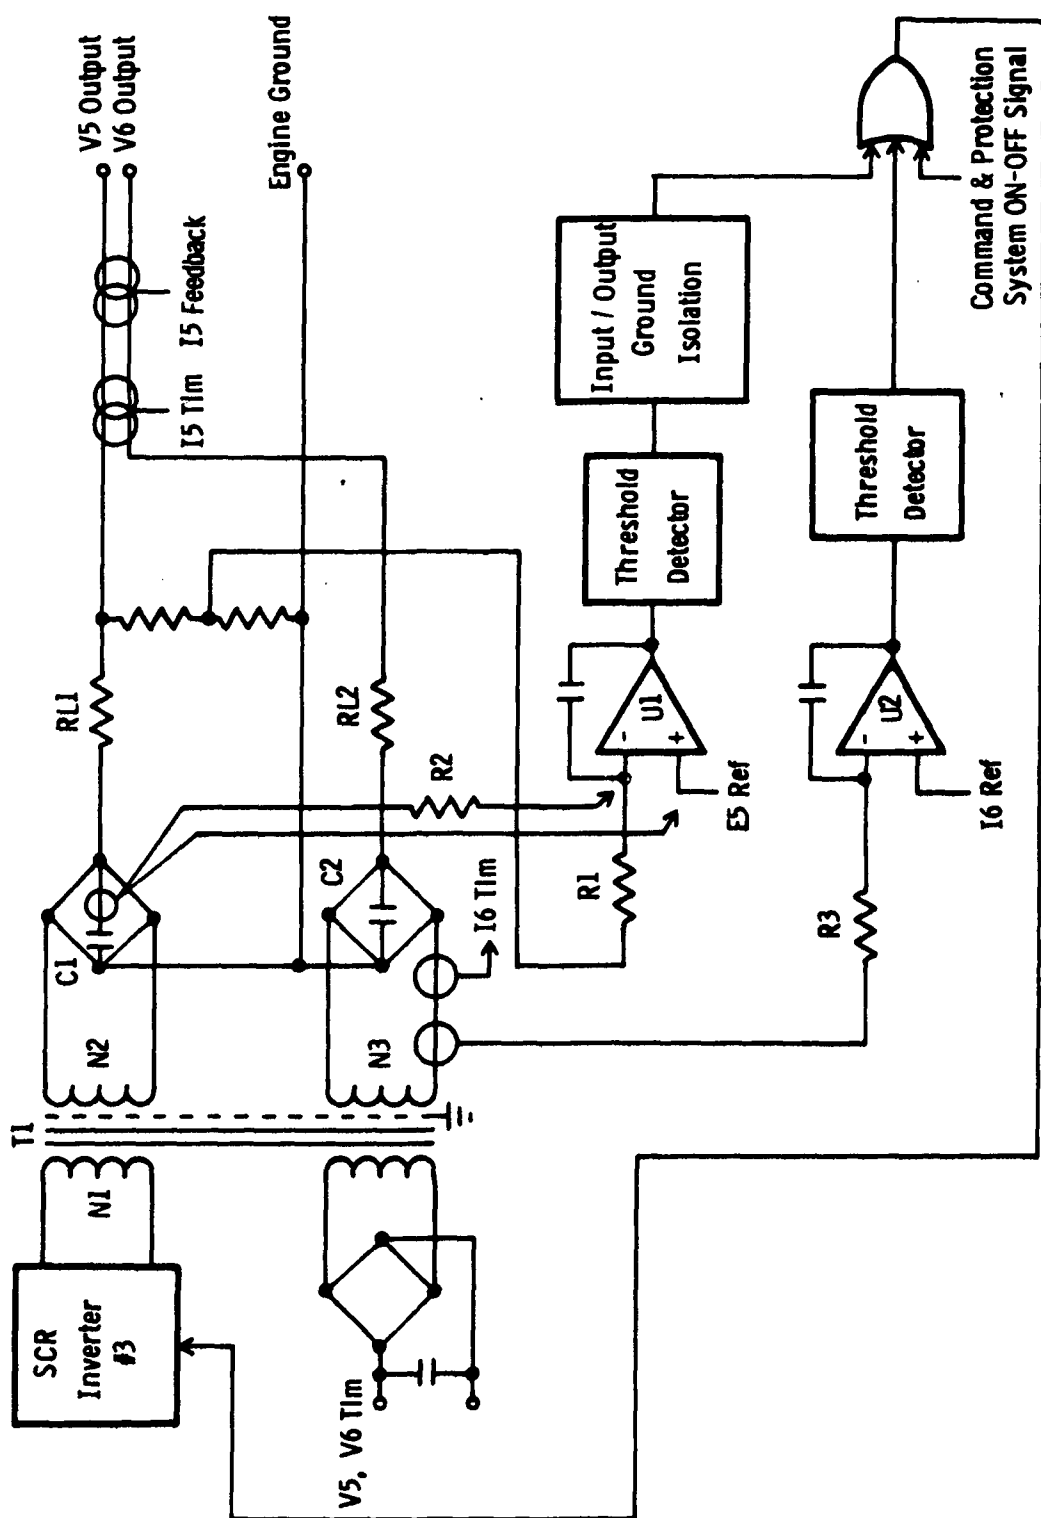 V5 Output
V6 Output
Engine Ground
I5 Tlm
I5 Feedback
RL1
RL2
R2
C1
C2
N2
N3
T1
N1
SCR
Inverter
#3
V5, V6 Tlm
I6 Tlm
R1
R3
E5 Ref
I6 Ref
-
+
U1
-
+
U2
Threshold
Detector
Threshold
Detector
Input / Output
Ground
Isolation
Command & Protection
System ON-OFF Signal